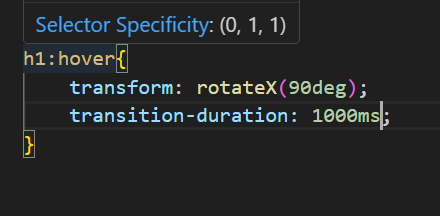 Selector Specificity: (0, 1, 1)
h1:hover{
transform: rotateX(90deg);
transition-duration: 1000ms;
}